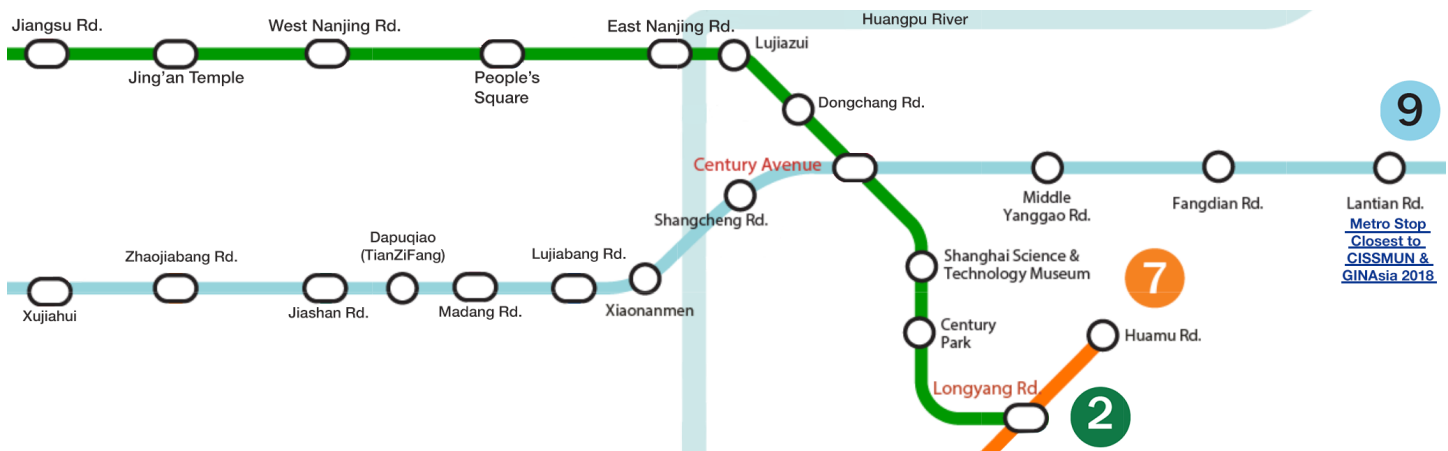 Jiangsu Rd.
Jing’an Temple
West Nanjing Rd.
People’s
Square
East Nanjing Rd.
Lujiazui
Huangpu River
Dongchang Rd.
9
Century Avenue
Middle
Yanggao Rd.
Fangdian Rd.
Lantian Rd.
Metro Stop
Closest to
CISSMUN &
GINAsia 2018
Shangcheng Rd.
Xujiahui
Zhaojiabang Rd.
Jiashan Rd.
Dapuqiao
(TianZiFang)
Madang Rd.
Lujiabang Rd.
Xiaonanmen
Shanghai Science &
Technology Museum
7
Century
Park
Huamu Rd.
Longyang Rd.
2